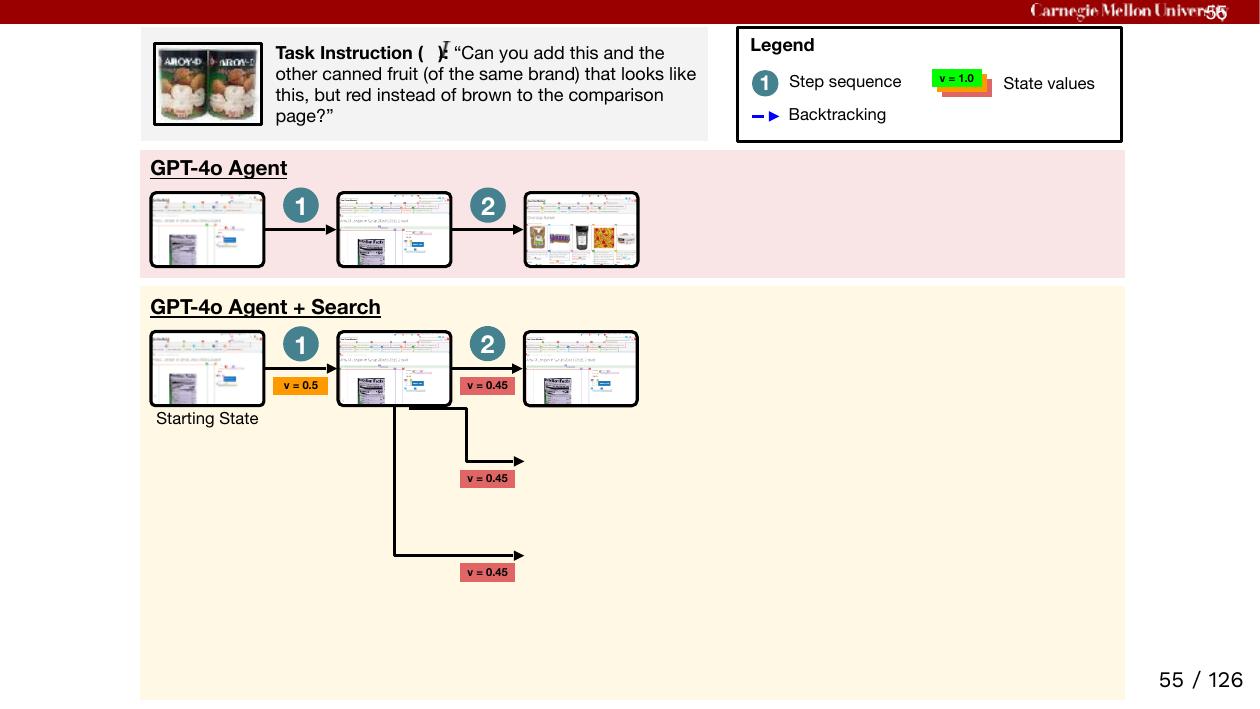 Carnegie Mellon University
55
Task Instruction ( ): “Can you add this and the
other canned fruit (of the same brand) that looks like
this, but red instead of brown to the comparison
page?”
AROY-D
AROY-D
Legend
1 Step sequence
v = 1.0 State values
Backtracking
GPT-4o Agent
1
2
GPT-4o Agent + Search
1
2
v = 0.5
v = 0.45
Starting State
v = 0.45
v = 0.45
55 / 126